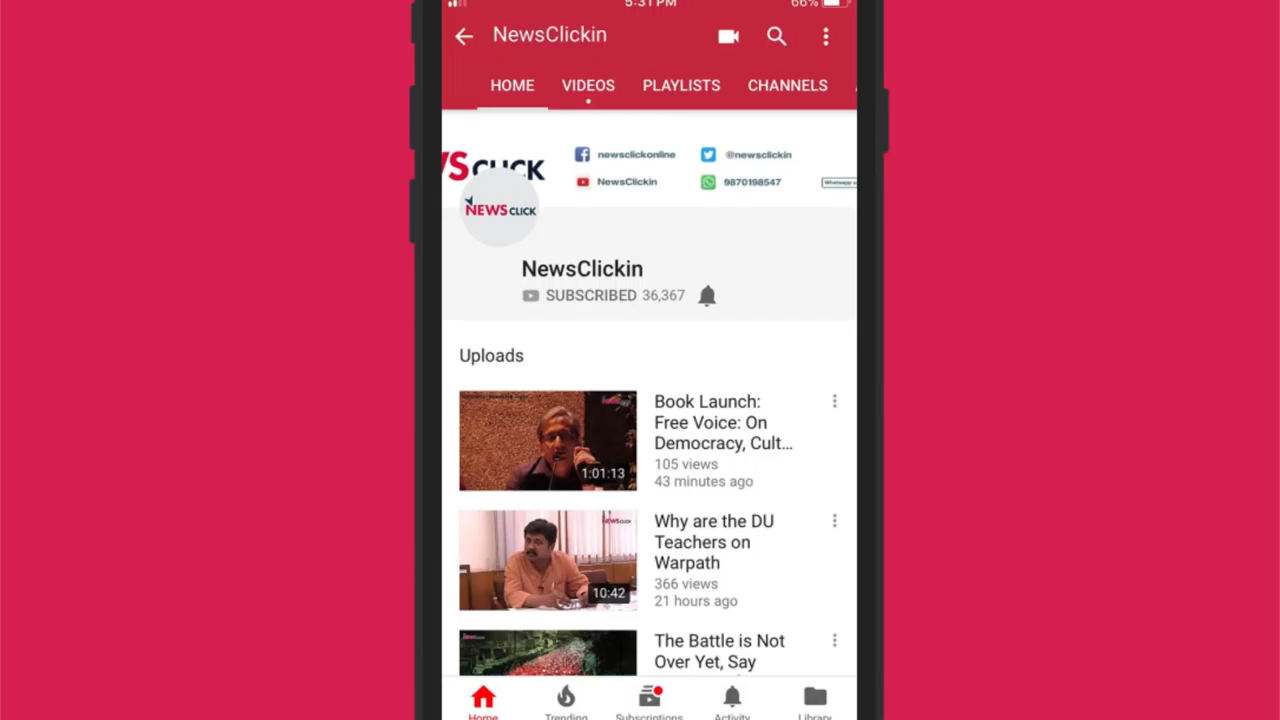 5:31 PM
66%
NewsClickin
HOME VIDEOS PLAYLISTS CHANNELS
CLICK
newsclickonline
@newsclickin
NewsClickin
9870198547
NEWS CLICK
NewsClickin
SUBSCRIBED 36,367
Uploads
Book Launch:
Free Voice: On
Democracy, Cult...
105 views
43 minutes ago
1:01:13
Why are the DU
Teachers on
Warpath
366 views
21 hours ago
NEWSCLICK
10:42
The Battle is Not
Over Yet, Say
Home Trending Subscriptions Activity Library